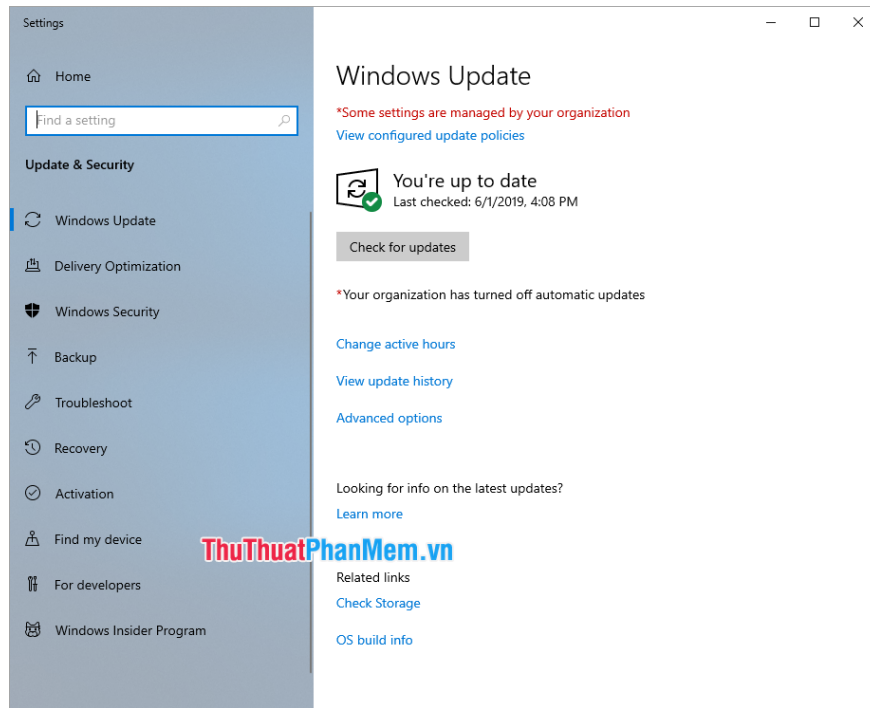 Settings
Home
Find a setting
Update & Security
Windows Update
Delivery Optimization
Windows Security
Backup
Troubleshoot
Recovery
Activation
Find my device
For developers
Windows Insider Program
Windows Update
*Some settings are managed by your organization
View configured update policies
You're up to date
Last checked: 6/1/2019, 4:08 PM
Check for updates
*Your organization has turned off automatic updates
Change active hours
View update history
Advanced options
Looking for info on the latest updates?
Learn more
ThuThuatPhanMem.vn
Related links
Check Storage
OS build info